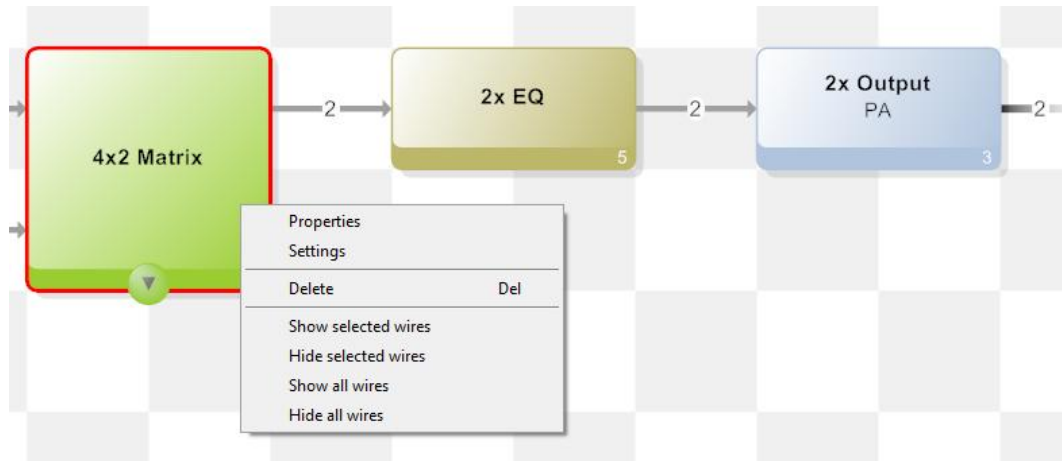 4x2 Matrix
2
2x EQ
5
2
2x Output
PA
3
2
Properties
Settings
Delete Del
Show selected wires
Hide selected wires
Show all wires
Hide all wires